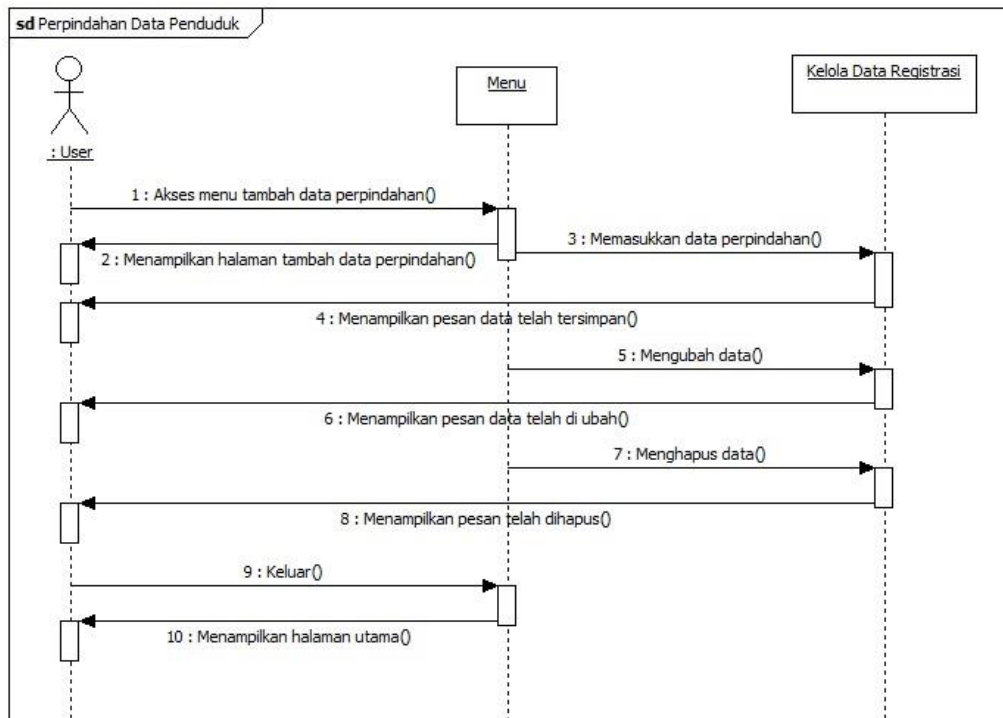 sd Perpindahan Data Penduduk
: User
Menu
Kelola Data Registrasi
1 : Akses menu tambah data perpindahan()
2 : Menampilkan halaman tambah data perpindahan()
3 : Memasukkan data perpindahan()
4 : Menampilkan pesan data telah tersimpan()
5 : Mengubah data()
6 : Menampilkan pesan data telah di ubah()
7 : Menghapus data()
8 : Menampilkan pesan telah dihapus()
9 : Keluar()
10 : Menampilkan halaman utama()